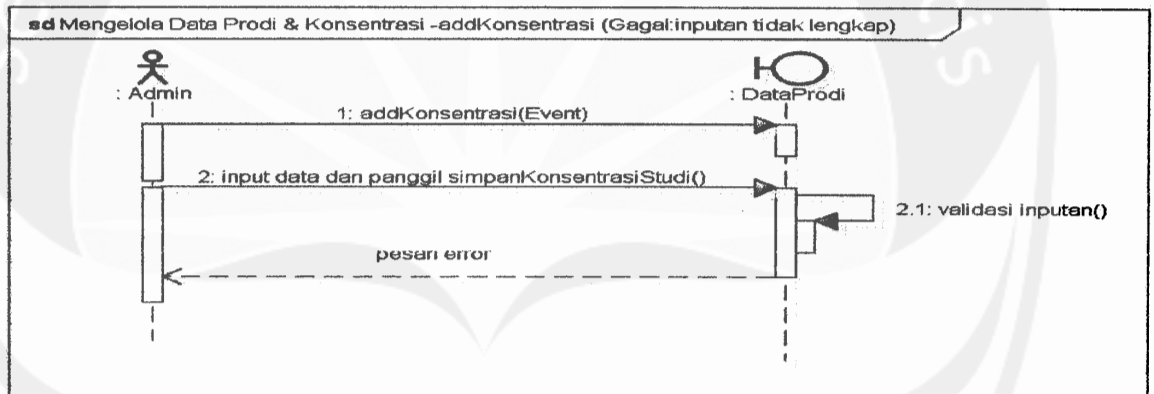 sd Mengelola Data Prodi & Konsentrasi -addKonsentrasi (Gagal:inputan tidak lengkap)
: Admin
: DataProdi
1: addKonsentrasi(Event)
2: input data dan panggil simpanKonsentrasiStudi()
2.1: validasi inputan()
pesan error